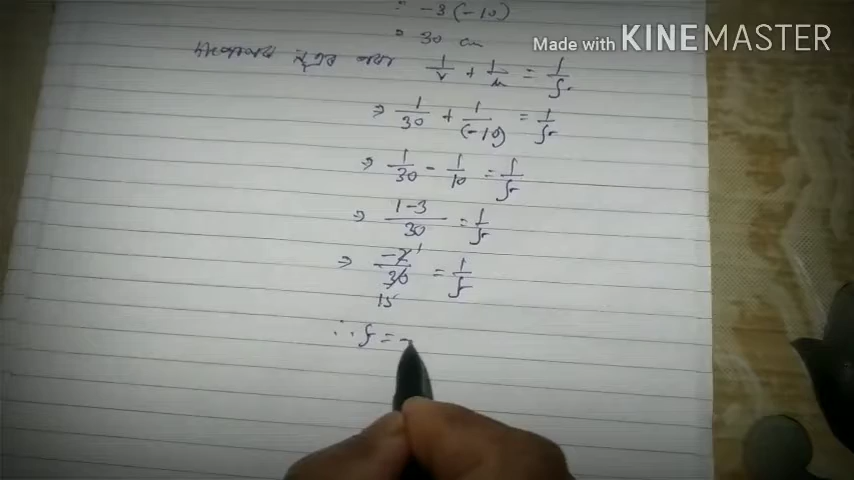 = -3 (-10)
= 30 cm
Made with KINEMASTER
1/v + 1/u = 1/f
⇒ 1/30 + 1/(-10) = 1/f
⇒ 1/30 - 1/10 = 1/f
⇒ 1-3/30 = 1/f
⇒ -2 1/30 15 = 1/f
∴ f = -